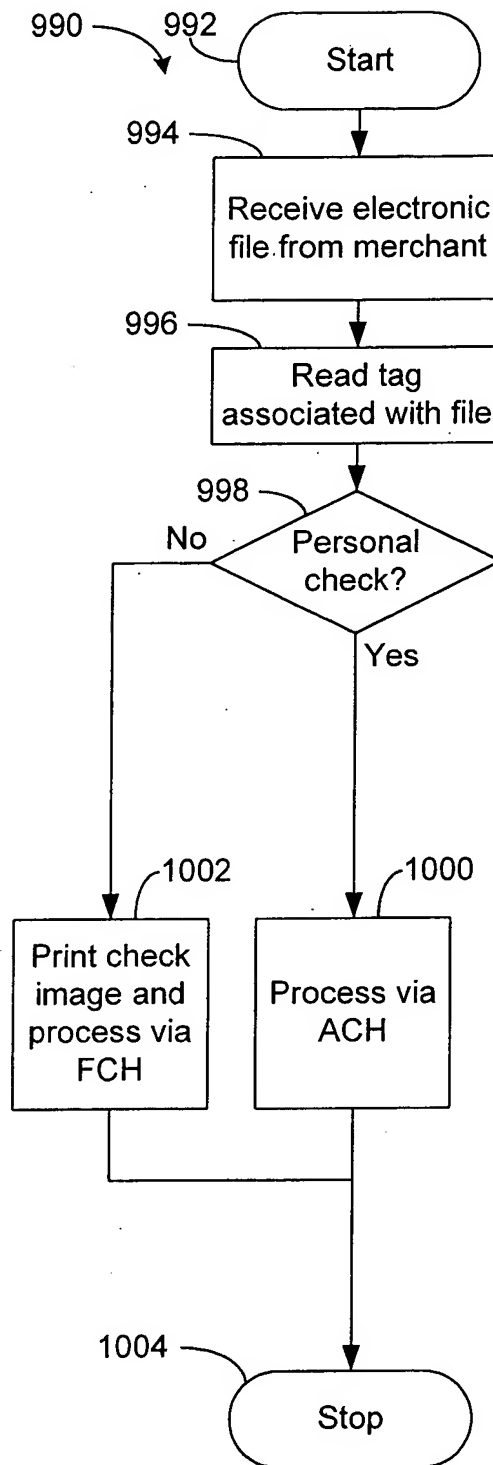 990
992
Start
994
Receive electronic
file from merchant
996
Read tag
associated with file
998
No
Personal
check?
Yes
1002
1000
Print check
image and
process via
FCH
Process via
ACH
1004
Stop